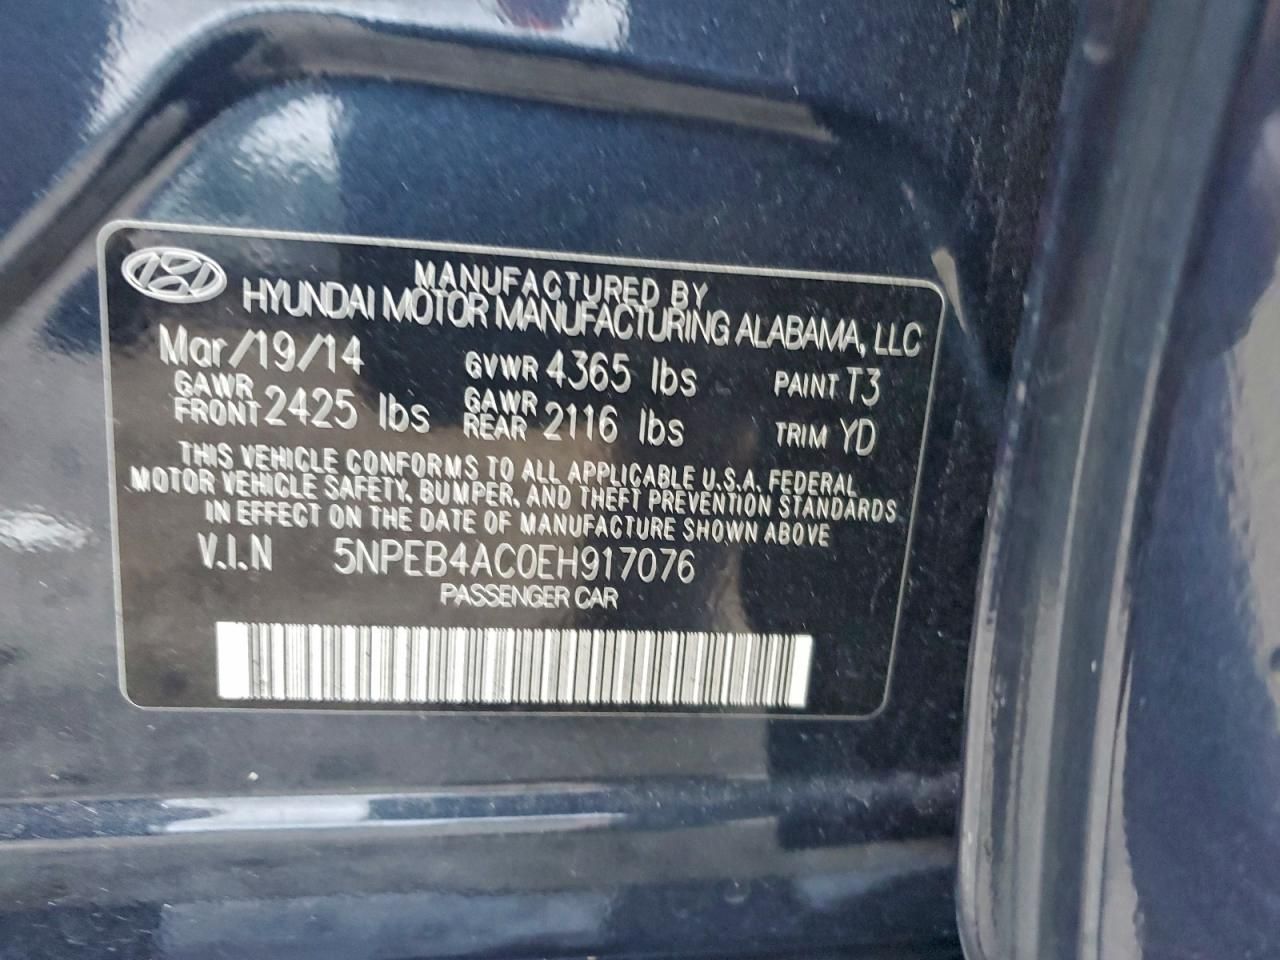 MANUFACTURED BY
HYUNDAI MOTOR MANUFACTURING ALABAMA, LLC
Mar/19/14 GVWR 4365 lbs PAINT T3
GAWR FRONT 2425 lbs GAWR REAR 2116 lbs TRIM YD
THIS VEHICLE CONFORMS TO ALL APPLICABLE U.S.A. FEDERAL
MOTOR VEHICLE SAFETY, BUMPER, AND THEFT PREVENTION STANDARDS
IN EFFECT ON THE DATE OF MANUFACTURE SHOWN ABOVE
V.I.N 5NPEB4AC0EH917076
PASSENGER CAR